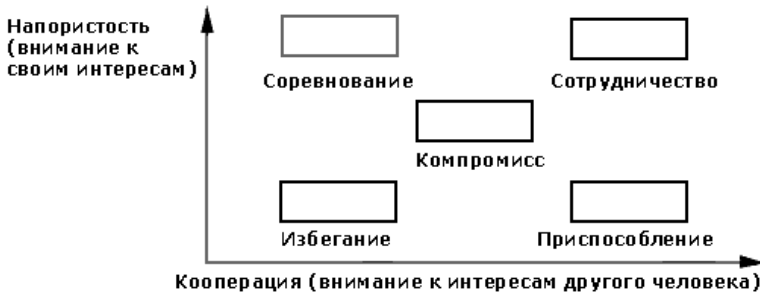 Напористость
(внимание к
своим интересам)
Соревнование
Сотрудничество
Компромисс
Избегание
Приспособление
Кооперация (внимание к интересам другого человека)